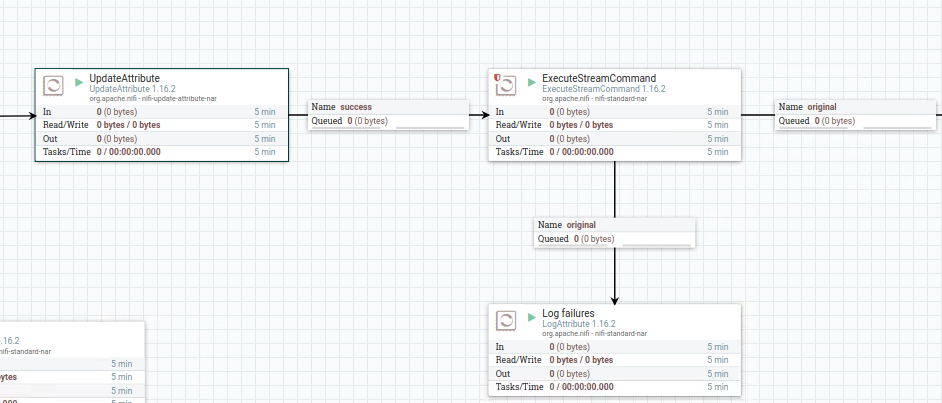 UpdateAttribute
UpdateAttribute 1.16.2
org.apache.nifi - nifi-update-attribute-nar
In 0 (0 bytes) 5 min
Read/Write 0 bytes / 0 bytes 5 min
Out 0 (0 bytes) 5 min
Tasks/Time 0 / 00:00:00.000 5 min
Name success
Queued 0 (0 bytes)
ExecuteStreamCommand
ExecuteStreamCommand 1.16.2
org.apache.nifi - nifi-standard-nar
In 0 (0 bytes) 5 min
Read/Write 0 bytes / 0 bytes 5 min
Out 0 (0 bytes) 5 min
Tasks/Time 0 / 00:00:00.000 5 min
Name original
Queued 0 (0 bytes)
Name original
Queued 0 (0 bytes)
Log failures
LogAttribute 1.16.2
org.apache.nifi - nifi-standard-nar
In 0 (0 bytes) 5 min
Read/Write 0 bytes / 0 bytes 5 min
Out 0 (0 bytes) 5 min
Tasks/Time 0 / 00:00:00.000 5 min
.16.2
nifi-standard-nar
5 min
ytes 5 min
5 min
5 min